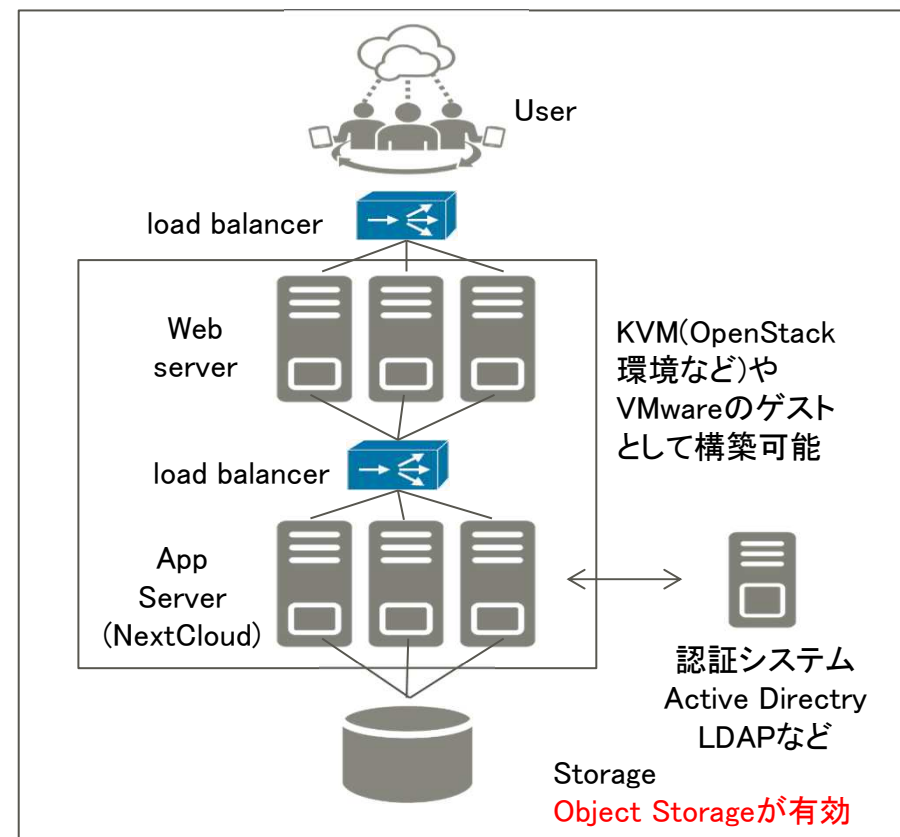 User
load balancer
Web
server
KVM(OpenStack
環境など)や
VMwareのゲスト
として構築可能
load balancer
App
Server
(NextCloud)
認証システム
Active Directry
LDAPなど
Storage
Object Storageが有効